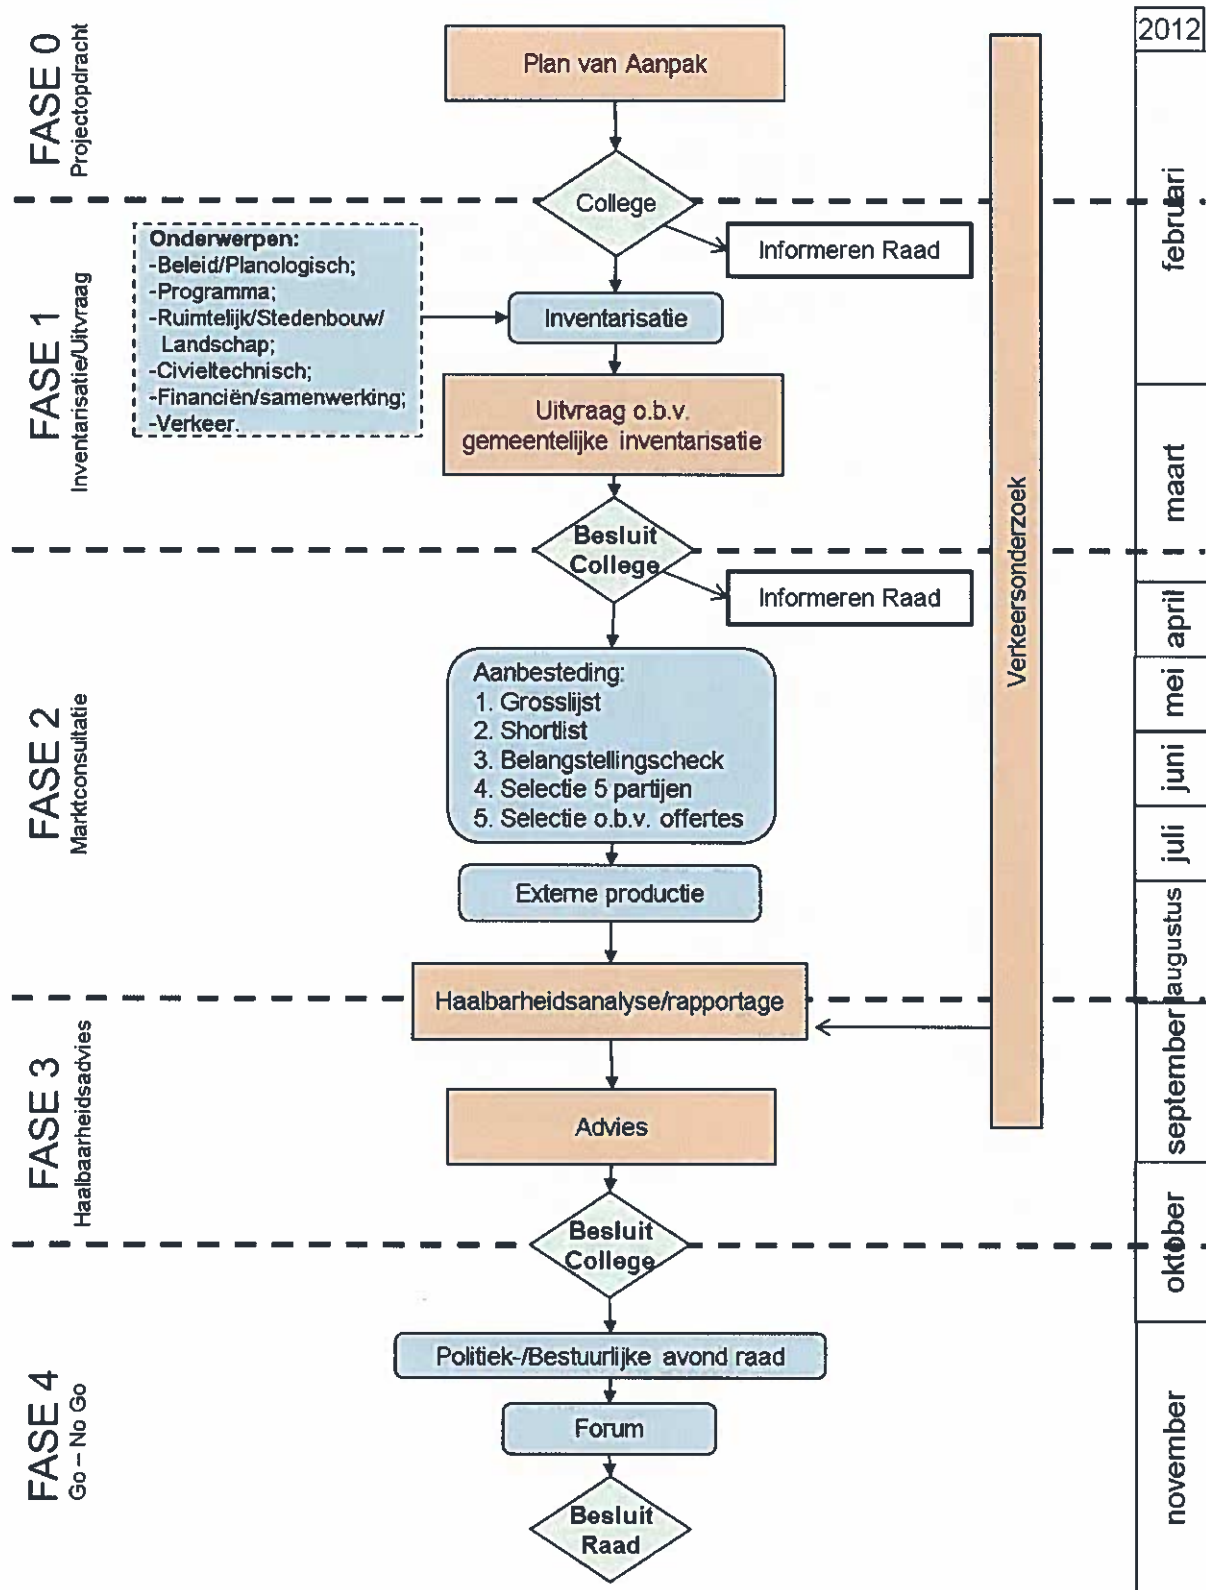 2012
FASE 0
Projectopdracht
Plan van Aanpak
College
Informeren Raad
februari
FASE 1
Inventarisatie/Uitvraag
Onderwerpen:
-Beleid/Planologisch;
-Programma;
-Ruimtelijk/Stedenbouw/
Landschap;
-Civieltechnisch;
-Financiën/samenwerking;
-Verkeer.
Inventarisatie
Uitvraag o.b.v.
gemeentelijke inventarisatie
maart
Besluit
College
Informeren Raad
Verkeersonderzoek
april
mei
juni
juli
augustus
FASE 2
Marktconsultatie
Aanbesteding:
1. Grosslijst
2. Shortlist
3. Belangstellingscheck
4. Selectie 5 partijen
5. Selectie o.b.v. offertes
Externe productie
Haalbarheidsanalyse/rapportage
FASE 3
Haalbaarheidsadvies
september
Advies
Besluit
College
oktober
FASE 4
Go – No Go
Politiek-/Bestuurlijke avond raad
Forum
Besluit
Raad
november